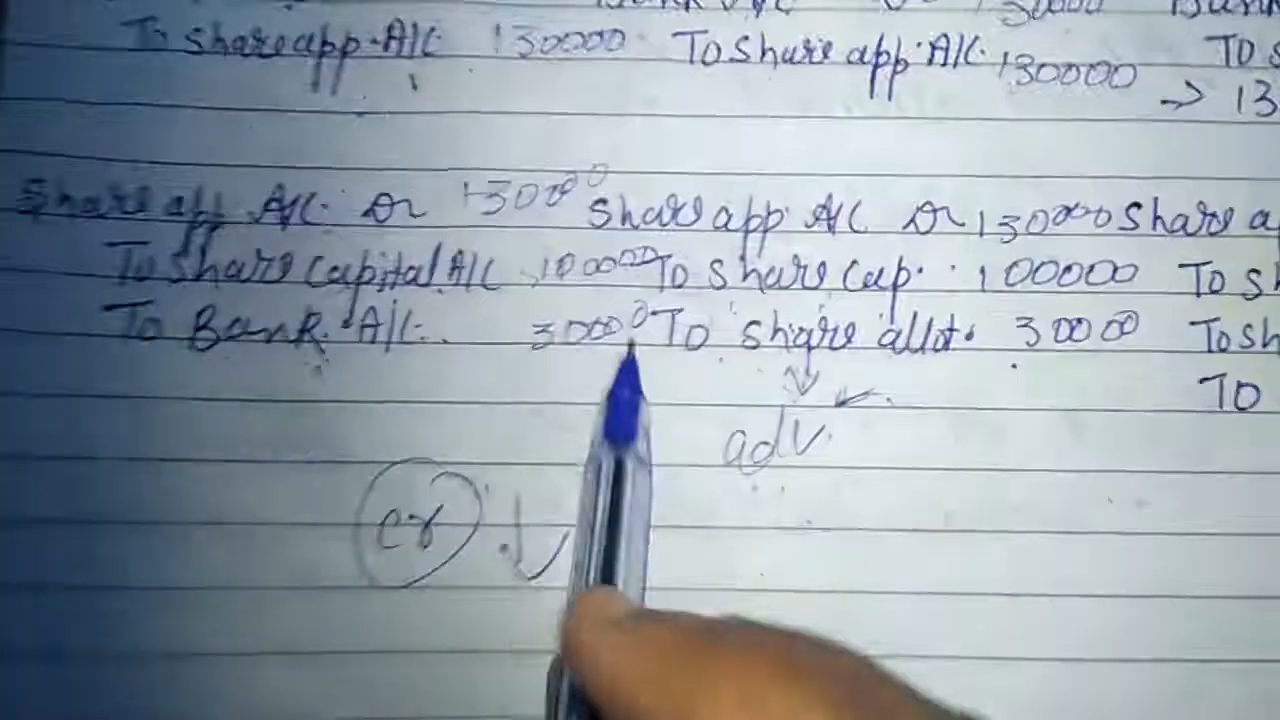 To share app. A/C 130000 To share app. A/C. 130000 To
→ 13
Share app A/C Dr 130000 Share app A/C Dr 130000 Share a
To Share Capital A/C 100000 To share Cap. 100000 To sh
To Bank A/C. 30000 To share allot. 30000 To sh
To
adv.
cr